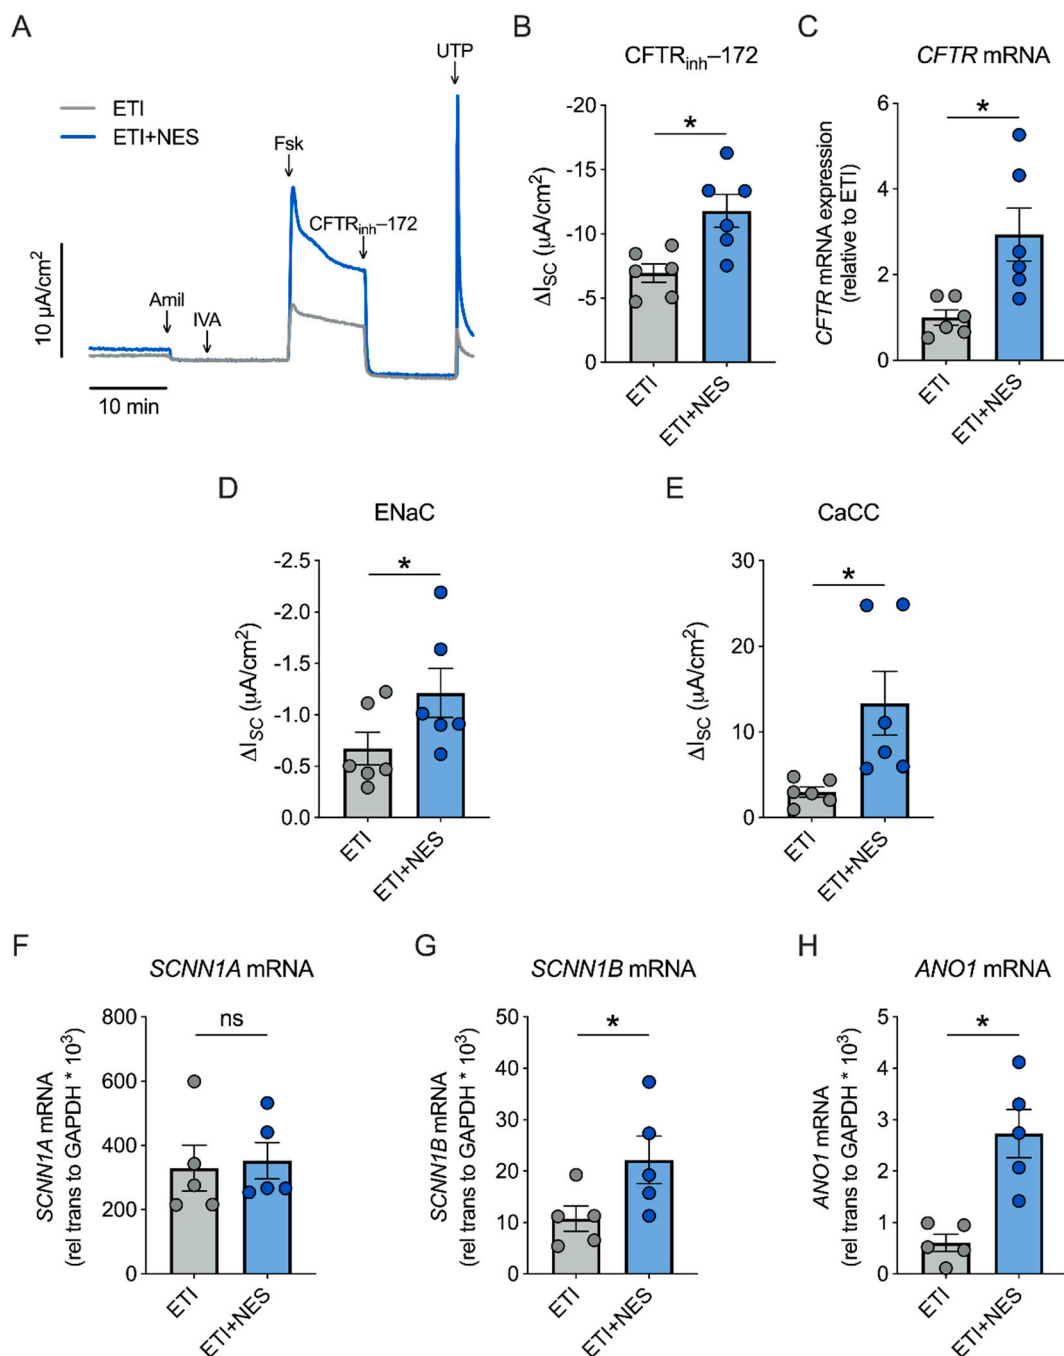 A
ETI
ETI+NES
10 µA/cm²
10 min
Amil
IVA
Fsk
CFTRinh–172
UTP
B
CFTRinh–172
ΔISC (µA/cm²)
-20
-15
-10
-5
0
ETI
ETI+NES
*
C
CFTR mRNA
CFTR mRNA expression
(relative to ETI)
6
4
2
0
ETI
ETI+NES
*
D
ENaC
ΔISC (µA/cm²)
-2.5
-2.0
-1.5
-1.0
-0.5
0.0
ETI
ETI+NES
*
E
CaCC
ΔISC (µA/cm²)
30
20
10
0
ETI
ETI+NES
*
F
SCNN1A mRNA
SCNN1A mRNA
(rel trans to GAPDH * 10³)
800
600
400
200
0
ETI
ETI+NES
ns
G
SCNN1B mRNA
SCNN1B mRNA
(rel trans to GAPDH * 10³)
50
40
30
20
10
0
ETI
ETI+NES
*
H
ANO1 mRNA
ANO1 mRNA
(rel trans to GAPDH * 10³)
5
4
3
2
1
0
ETI
ETI+NES
*